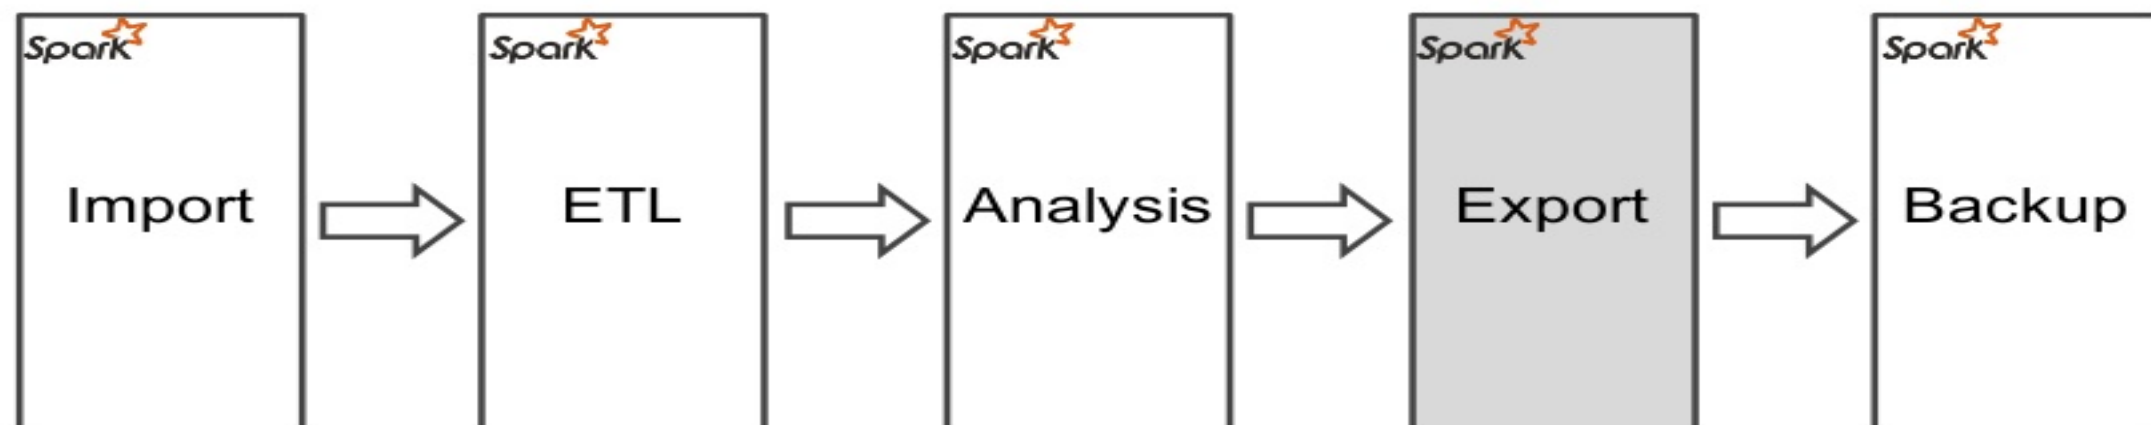 Spark
Spark
Spark
Spark
Spark
Import
ETL
Analysis
Export
Backup